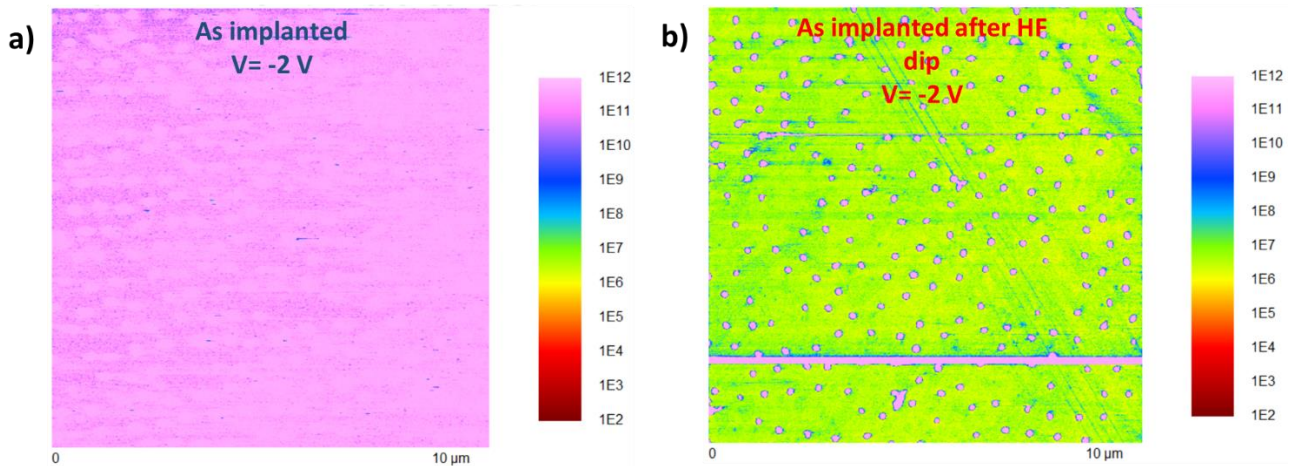 a)
As implanted
V= -2 V
1E12
1E11
1E10
1E9
1E8
1E7
1E6
1E5
1E4
1E3
1E2
0
10 µm
b)
As implanted after HF
dip
V= -2 V
1E12
1E11
1E10
1E9
1E8
1E7
1E6
1E5
1E4
1E3
1E2
0
10 µm